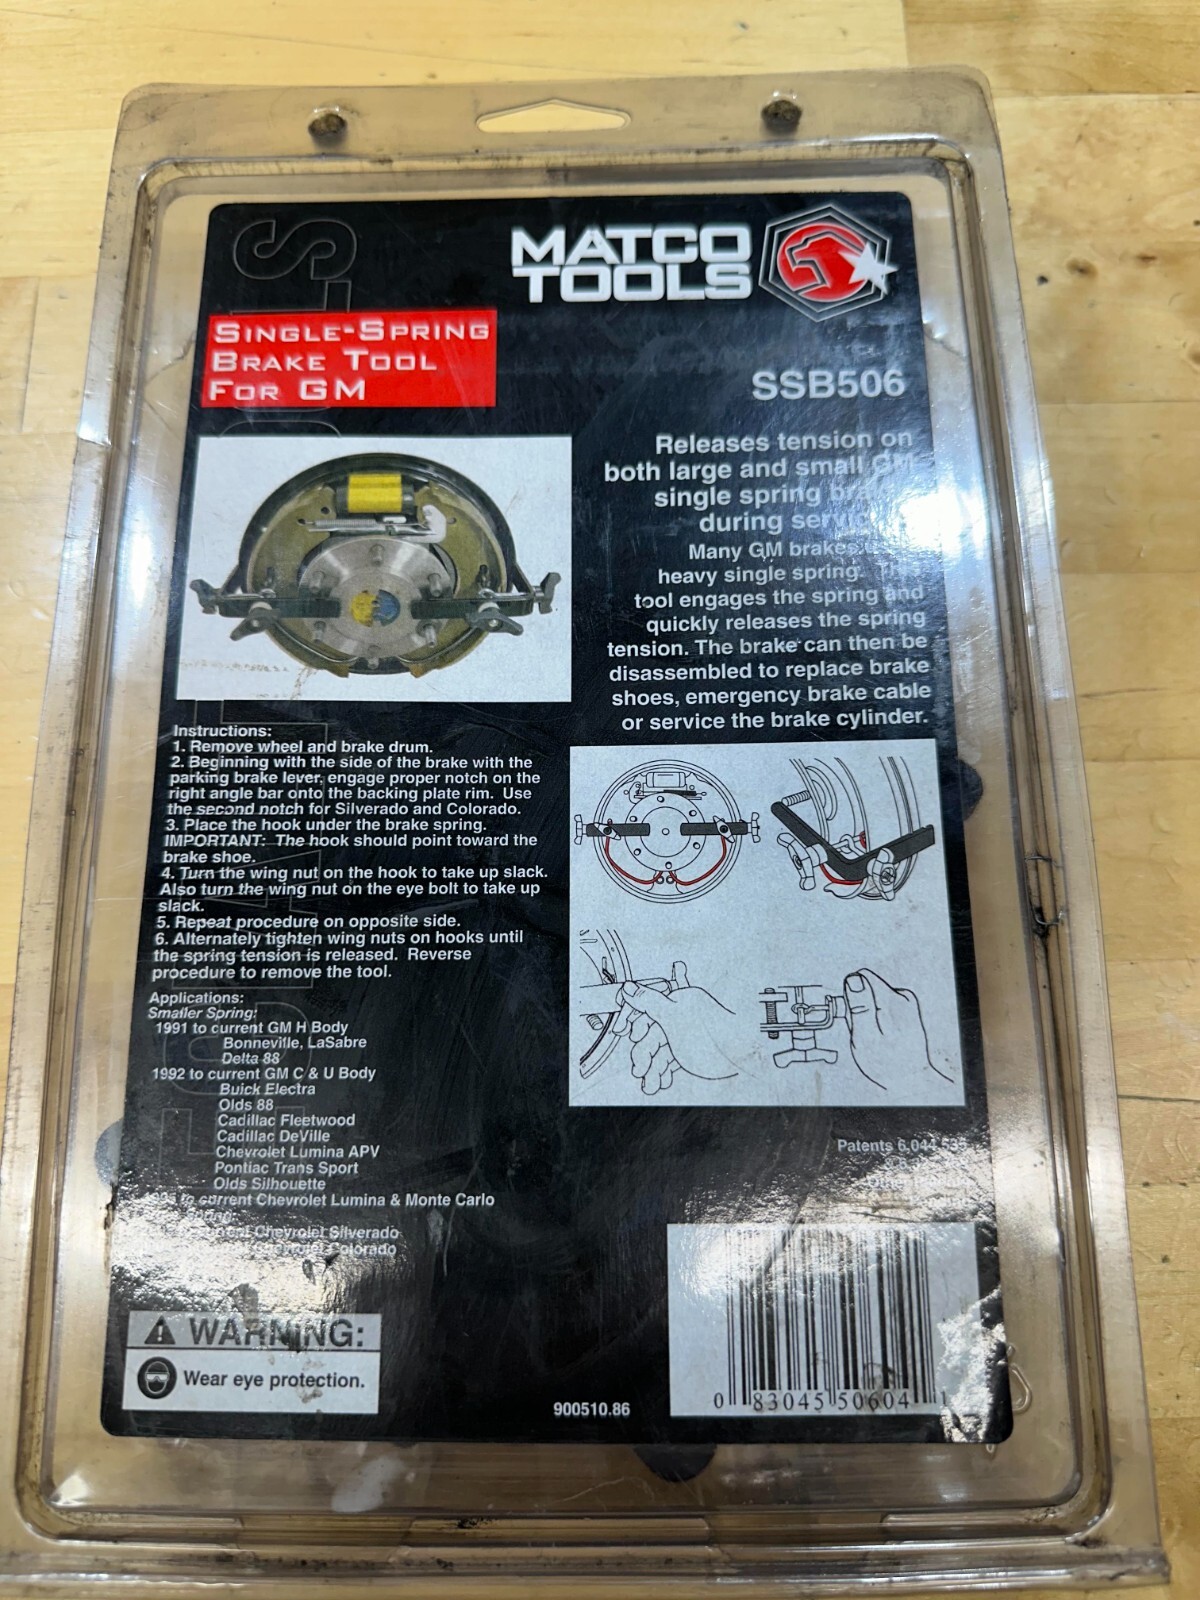 MATCO
TOOLS
SINGLE-SPRING
BRAKE TOOL
FOR GM
SSB506
Releases tension on
both large and small GM
single spring
during
Many GM brakes
heavy single spring.
tool engages the spring and
quickly releases the spring
tension. The brake can then be
disassembled to replace brake
shoes, emergency brake cable
or service the brake cylinder.
Instructions:
1. Remove wheel and brake drum.
2. Beginning with the side of the brake with the
parking brake lever, engage proper notch on the
right angle bar onto the backing plate rim. Use
the second notch for Silverado and Colorado.
3. Place the hook under the brake spring.
IMPORTANT: The hook should point toward the
brake shoe.
4. Turn the wing nut on the hook to take up slack.
Also turn the wing nut on the eye bolt to take up
slack.
5. Repeat procedure on opposite side.
6. Alternately tighten wing nuts on hooks until
the spring tension is released. Reverse
procedure to remove the tool.
Applications:
Smaller Spring:
1991 to current GM H Body
Bonneville, LaSabre
Delta 88
1992 to current GM C & U Body
Buick Electra
Olds 88
Cadillac Fleetwood
Cadillac DeVille
Chevrolet Lumina APV
Pontiac Trans Sport
Olds Silhouette
to current Chevrolet Lumina & Monte Carlo
Chevrolet Silverado
Chevrolet Colorado
Patents 6,044,535
WARNING:
Wear eye protection.
900510.86
0 83045 50604 1